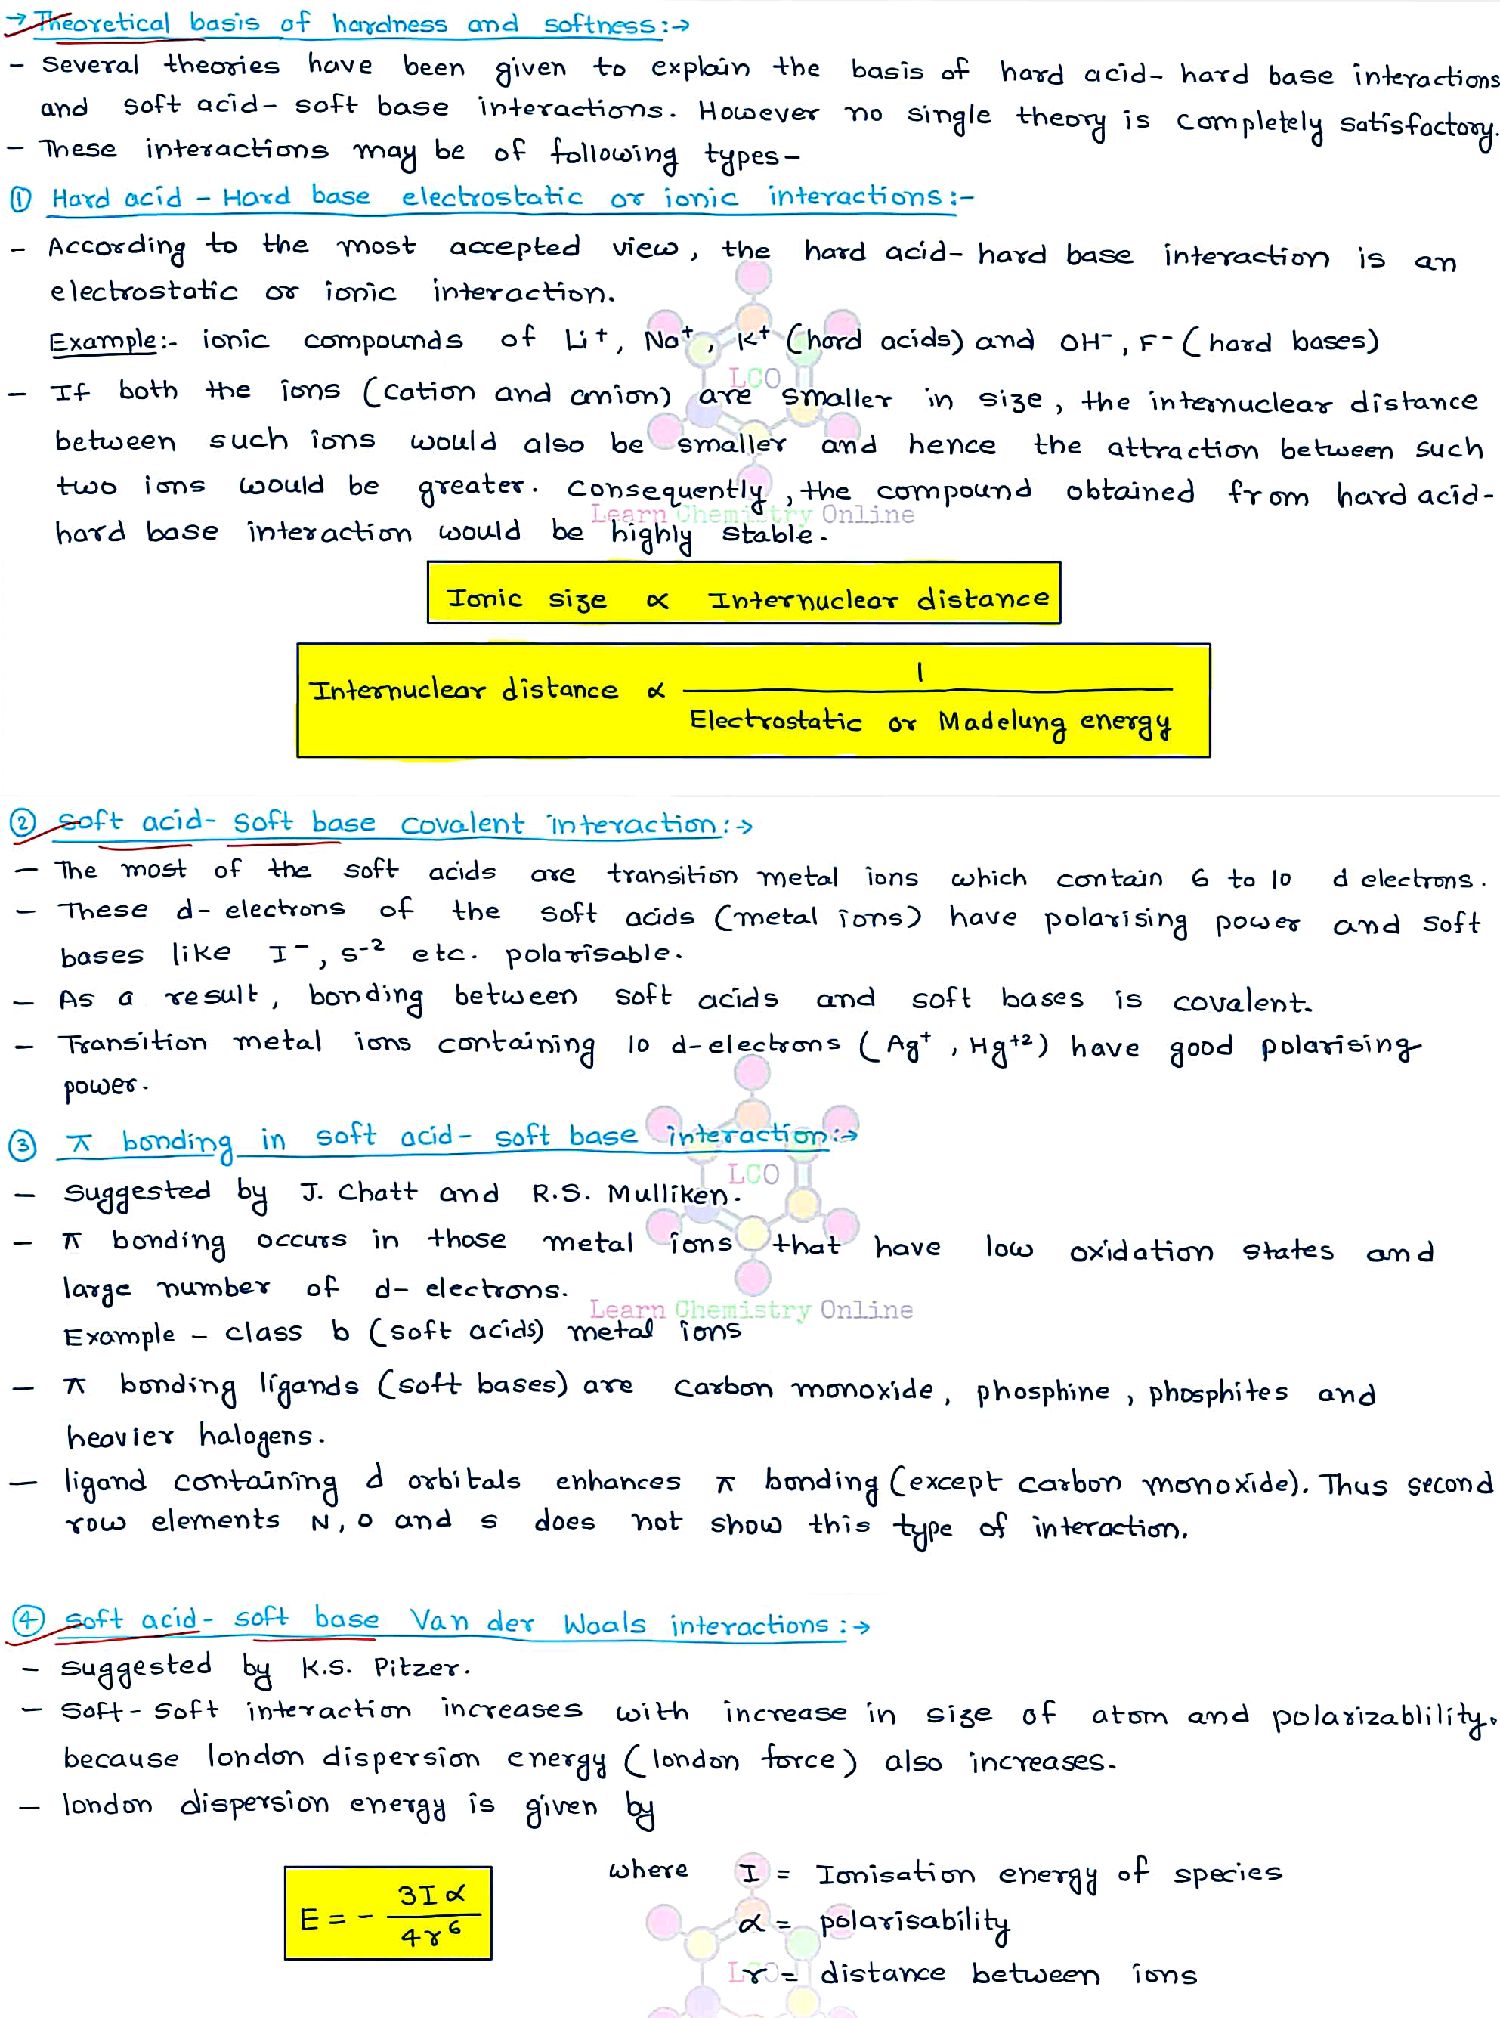 → Theoretical basis of hardness and softness:→
- Several theories have been given to explain the basis of hard acid- hard base interactions
and soft acid- soft base interactions. However no single theory is completely satisfactory.
- These interactions may be of following types-
① Hard acid - Hard base electrostatic or ionic interactions:-
- According to the most accepted view, the hard acid- hard base interaction is an
electrostatic or ionic interaction.
Example:- ionic compounds of Li⁺, Na⁺, K⁺ (hard acids) and OH⁻, F⁻ (hard bases)
LCO
- If both the ions (cation and anion) are smaller in size, the internuclear distance
between such ions would also be smaller and hence the attraction between such
two ions would be greater. Consequently, the compound obtained from hard acid-
Learn Chemistry Online
hard base interaction would be highly stable.
Ionic size ∝ Internuclear distance
Internuclear distance ∝ 1 / Electrostatic or Madelung energy
② Soft acid- soft base covalent interaction:→
- The most of the soft acids are transition metal ions which contain 6 to 10 d electrons.
- These d- electrons of the soft acids (metal ions) have polarising power and soft
bases like I⁻, S⁻² etc. polarisable.
- As a result, bonding between soft acids and soft bases is covalent.
- Transition metal ions containing 10 d-electrons (Ag⁺, Hg⁺²) have good polarising
power.
③ π bonding in soft acid- soft base interaction:→
LCO
- Suggested by J. Chatt and R.S. Mulliken.
- π bonding occurs in those metal ions that have low oxidation states and
large number of d- electrons.
Learn Chemistry Online
Example - class b (soft acids) metal ions
- π bonding ligands (soft bases) are carbon monoxide, phosphine, phosphites and
heavier halogens.
- ligand containing d orbitals enhances π bonding (except carbon monoxide). Thus second
row elements N, O and S does not show this type of interaction.
④ Soft acid- soft base Van der Waals interactions:→
- Suggested by K.S. Pitzer.
- Soft- soft interaction increases with increase in size of atom and polarizablility.
because london dispersion energy (london force) also increases.
- london dispersion energy is given by
E = - 3Iα / 4r⁶
where I = Ionisation energy of species
α = polarisability
LCO
r = distance between ions